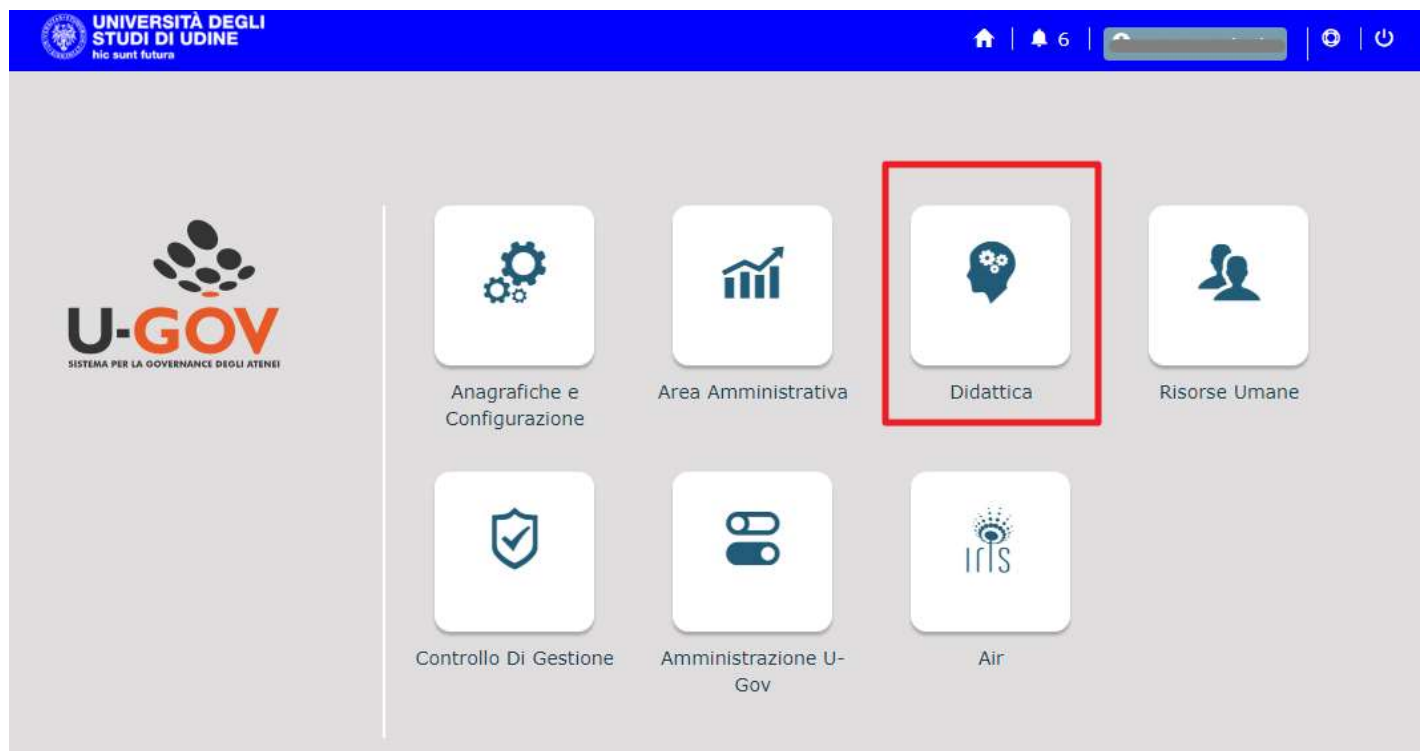 UNIVERSITÀ DEGLI
STUDI DI UDINE
hic sunt futura
6
U-GOV
SISTEMA PER LA GOVERNANCE DEGLI ATENEI
Anagrafiche e
Configurazione
Area Amministrativa
Didattica
Risorse Umane
Controllo Di Gestione
Amministrazione U-
Gov
IrIS
Air